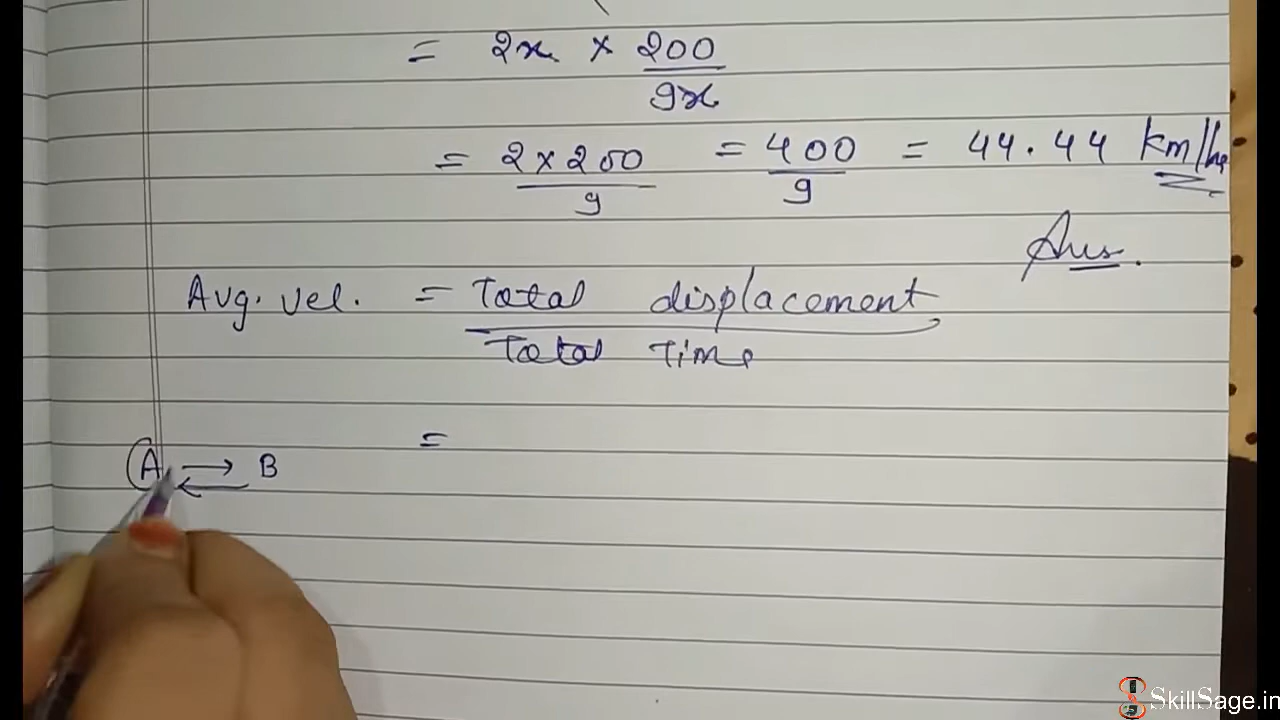 = 2x × 200
9x
= 2×200 = 400 = 44.44 km/hr
9 9
Ans.
Avg. vel. = Total displacement
Total Time
=
A → B
←
SkillSage.in